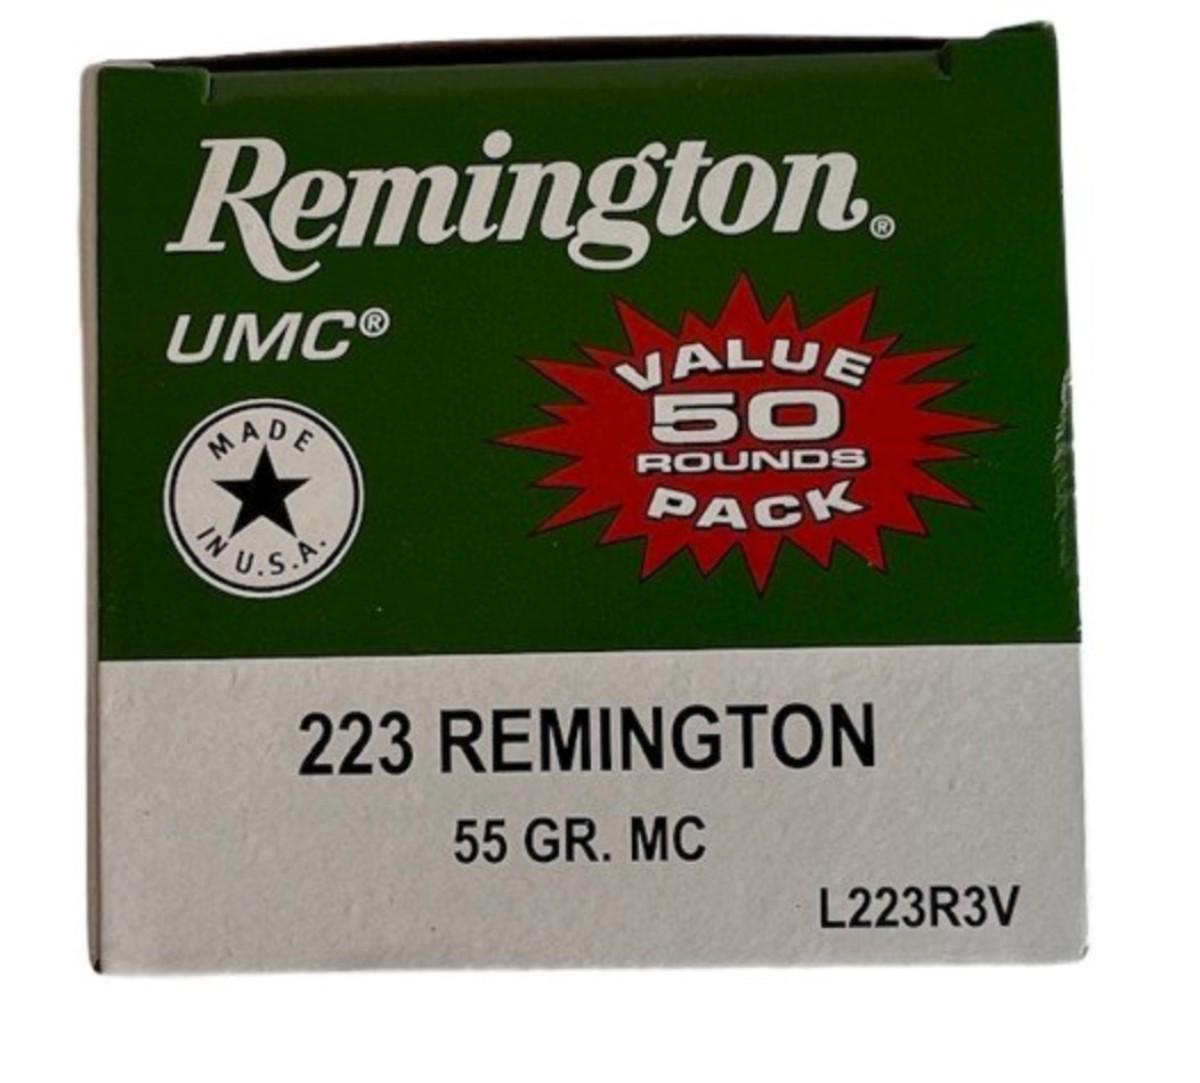 Remington®
UMC®
MADE
IN U.S.A.
VALUE
50
ROUNDS
PACK
223 REMINGTON
55 GR. MC
L223R3V